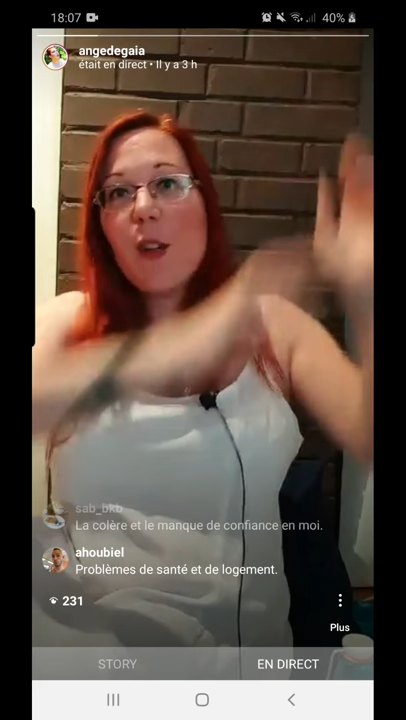 18:07
40%
angedegaia
était en direct • Il y a 3 h
sab_bkb
La colère et le manque de confiance en moi.
ahoubiel
Problèmes de santé et de logement.
231
Plus
STORY
EN DIRECT